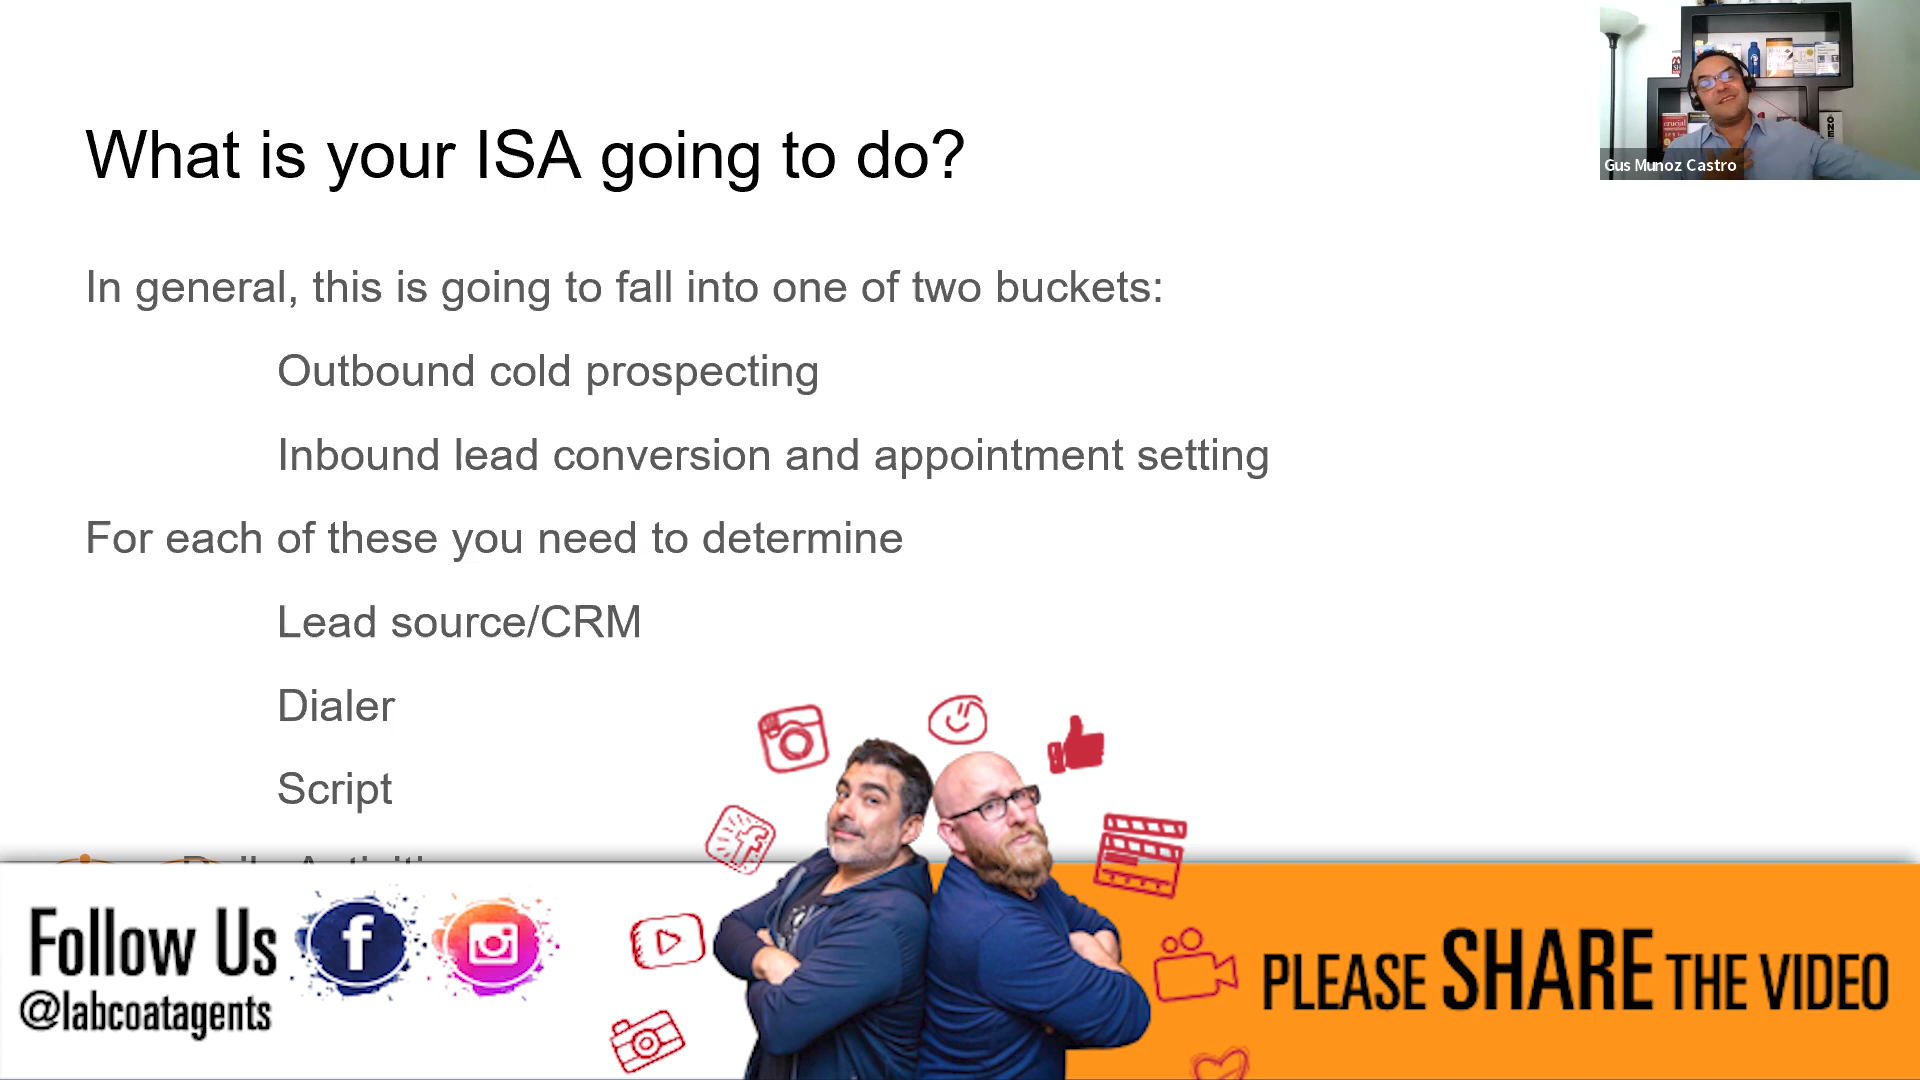 What is your ISA going to do?
Gus Munoz Castro
In general, this is going to fall into one of two buckets:
Outbound cold prospecting
Inbound lead conversion and appointment setting
For each of these you need to determine
Lead source/CRM
Dialer
Script
Follow Us
@labcoatagents
PLEASE SHARE THE VIDEO